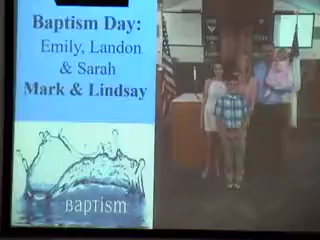 Baptism Day:
Emily, Landon
& Sarah
Mark & Lindsay
Baptism